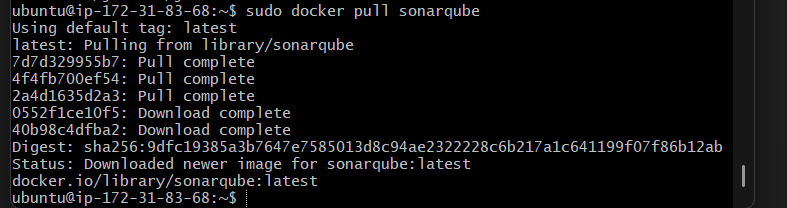 ubuntu@ip-172-31-83-68:~$ sudo docker pull sonarqube
Using default tag: latest
latest: Pulling from library/sonarqube
7d7d329955b7: Pull complete
4f4fb700ef54: Pull complete
2a4d1635d2a3: Pull complete
0552f1ce10f5: Download complete
40b98c4dfba2: Download complete
Digest: sha256:9dfc19385a3b7647e7585013d8c94ae2322228c6b217a1c641199f07f86b12ab
Status: Downloaded newer image for sonarqube:latest
docker.io/library/sonarqube:latest
ubuntu@ip-172-31-83-68:~$